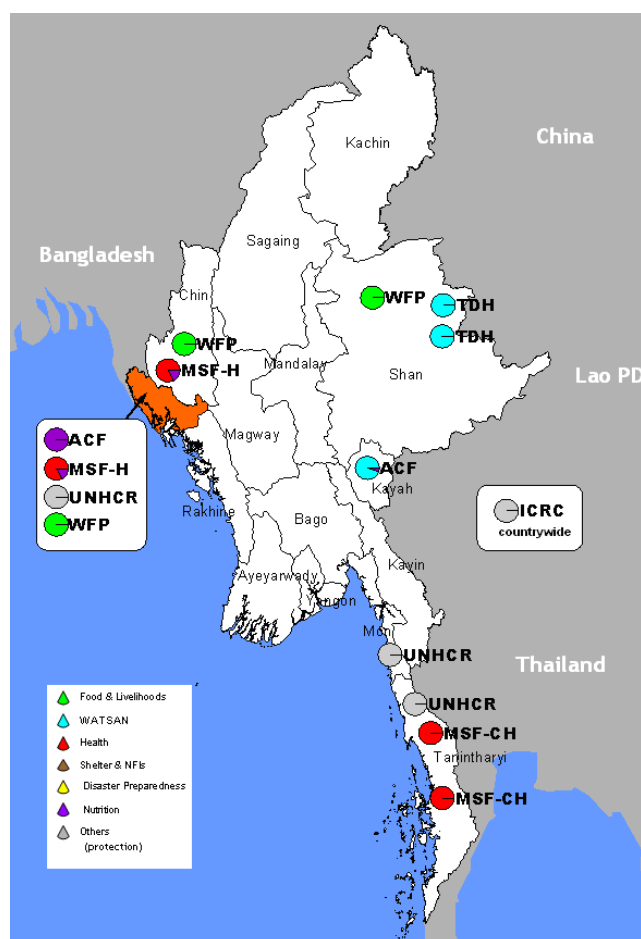 Kachin
China
Sagaing
Bangladesh
Chin
WFP
TDH
WFP
TDH
Mandalay
MSF-H
Shan
Lao PD
Magway
ACF
MSF-H
UNHCR
WFP
ACF
Kayah
Rakhine
Bago
ICRC
countrywide
Kayin
Ayeyarwady
Yangon
Mon
UNHCR
Thailand
UNHCR
MSF-CH
Tanintharyi
MSF-CH
Food & Livelihoods
WATSAN
Health
Shelter & NFIs
Disaster Preparedness
Nutrition
Others
(protection)